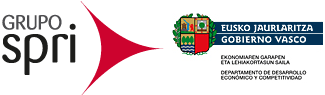 GRUPO
spri
EUSKO JAURLARITZA
GOBIERNO VASCO
EKONOMIAREN GARAPEN
ETA LEHIAKORTASUN SAILA
DEPARTAMENTO DE DESARROLLO
ECONÓMICO Y COMPETITIVIDAD